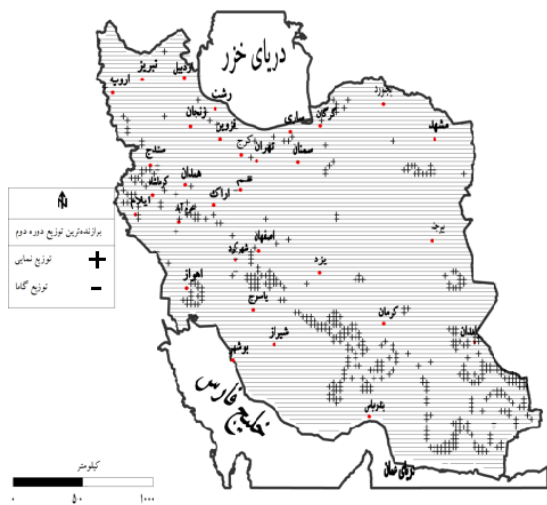 دریای خزر
اردبیل
تبریز
ارومیه
رشت
بجنورد
گرگان
ساری
زنجان
قزوین
مشهد
کرج
تهران
سمنان
سنندج
همدان
کرمانشاه
قم
اراک
ایلام
خرم آباد
بیرجند
اصفهان
شهرکرد
یزد
اهواز
یاسوج
کرمان
زاهدان
شیراز
بوشهر
خلیج فارس
دریای عمان
N
برازنده‌ترین توزیع دوره دوم
توزیع نمایی
توزیع گاما
کیلومتر
۰ ۵۰ ۱۰۰۰